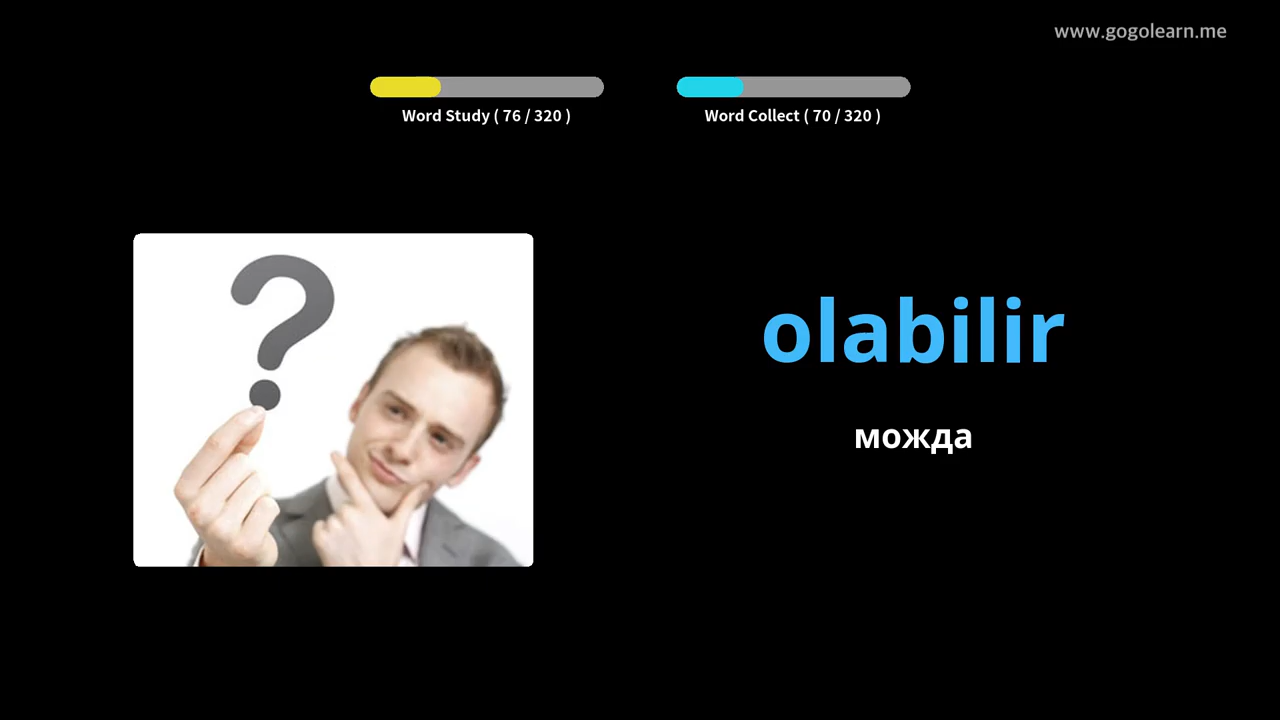 www.gogolearn.me
Word Study ( 76 / 320 )
Word Collect ( 70 / 320 )
olabilir
можда